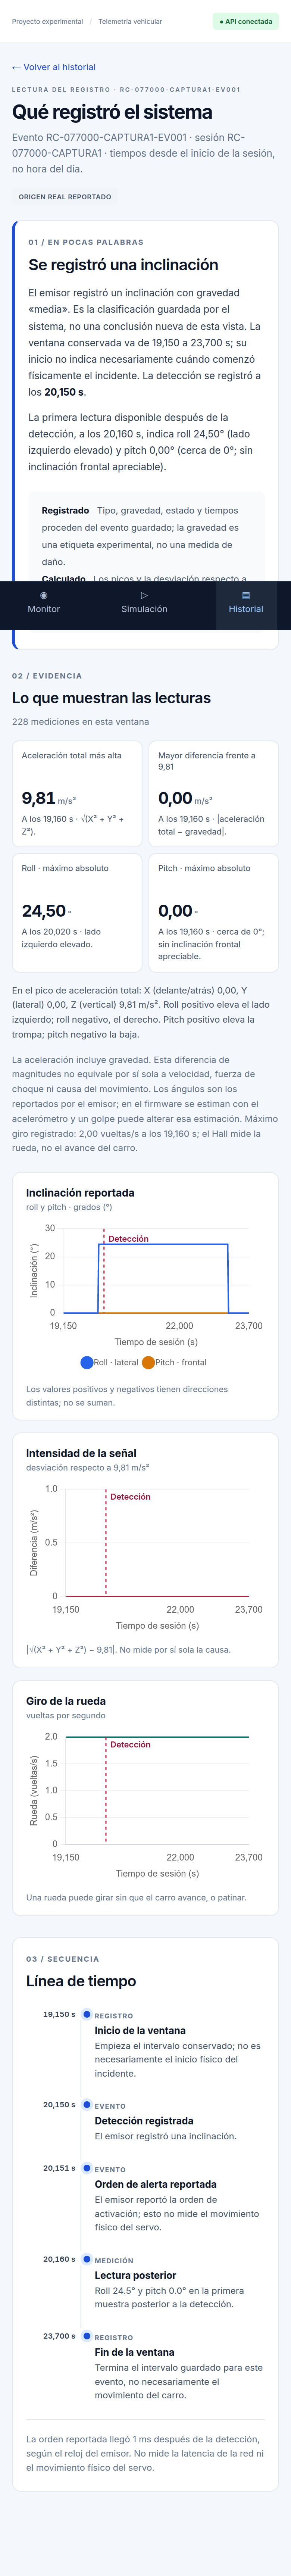 Proyecto experimental / Telemetría vehicular
● API conectada
← Volver al historial
LECTURA DEL REGISTRO · RC-077000-CAPTURA1-EV001
Qué registró el sistema
Evento RC-077000-CAPTURA1-EV001 · sesión RC-
077000-CAPTURA1 · tiempos desde el inicio de la sesión,
no hora del día.
ORIGEN REAL REPORTADO
01 / EN POCAS PALABRAS
Se registró una inclinación
El emisor registró un inclinación con gravedad
«media». Es la clasificación guardada por el
sistema, no una conclusión nueva de esta vista. La
ventana conservada va de 19,150 a 23,700 s; su
inicio no indica necesariamente cuándo comenzó
físicamente el incidente. La detección se registró a
los 20,150 s.
La primera lectura disponible después de la
detección, a los 20,160 s, indica roll 24,50° (lado
izquierdo elevado) y pitch 0,00° (cerca de 0°; sin
inclinación frontal apreciable).
Registrado Tipo, gravedad, estado y tiempos
proceden del evento guardado; la gravedad es
una etiqueta experimental, no una medida de
daño.
Calculado Los picos y la desviación respecto a
◉ ▷ ▤
Monitor Simulación Historial
02 / EVIDENCIA
Lo que muestran las lecturas
228 mediciones en esta ventana
Aceleración total más alta
9,81 m/s²
A los 19,160 s · √(X² + Y² +
Z²).
Mayor diferencia frente a
9,81
0,00 m/s²
A los 19,160 s · |aceleración
total − gravedad|.
Roll · máximo absoluto
24,50 °
A los 20,020 s · lado
izquierdo elevado.
Pitch · máximo absoluto
0,00 °
A los 19,160 s · cerca de 0°;
sin inclinación frontal
apreciable.
En el pico de aceleración total: X (delante/atrás) 0,00, Y
(lateral) 0,00, Z (vertical) 9,81 m/s². Roll positivo eleva el lado
izquierdo; roll negativo, el derecho. Pitch positivo eleva la
trompa; pitch negativo la baja.
La aceleración incluye gravedad. Esta diferencia de
magnitudes no equivale por sí sola a velocidad, fuerza de
choque ni causa del movimiento. Los ángulos son los
reportados por el emisor; en el firmware se estiman con el
acelerómetro y un golpe puede alterar esa estimación. Máximo
giro registrado: 2,00 vueltas/s a los 19,160 s; el Hall mide la
rueda, no el avance del carro.
Inclinación reportada
roll y pitch · grados (°)
30
20
10
0
Inclinación (°)
Detección
19,150 22,000 23,700
Tiempo de sesión (s)
Roll · lateral Pitch · frontal
Los valores positivos y negativos tienen direcciones
distintas; no se suman.
Intensidad de la señal
desviación respecto a 9,81 m/s²
1.0
0.5
0
Diferencia (m/s²)
Detección
19,150 22,000 23,700
Tiempo de sesión (s)
|√(X² + Y² + Z²) − 9,81|. No mide por sí sola la causa.
Giro de la rueda
vueltas por segundo
2.0
1.5
1.0
0.5
0
Rueda (vueltas/s)
Detección
19,150 22,000 23,700
Tiempo de sesión (s)
Una rueda puede girar sin que el carro avance, o patinar.
03 / SECUENCIA
Línea de tiempo
19,150 s REGISTRO
Inicio de la ventana
Empieza el intervalo conservado; no es
necesariamente el inicio físico del
incidente.
20,150 s EVENTO
Detección registrada
El emisor registró una inclinación.
20,151 s EVENTO
Orden de alerta reportada
El emisor reportó la orden de
activación; esto no mide el movimiento
físico del servo.
20,160 s MEDICIÓN
Lectura posterior
Roll 24.5° y pitch 0.0° en la primera
muestra posterior a la detección.
23,700 s REGISTRO
Fin de la ventana
Termina el intervalo guardado para este
evento, no necesariamente el
movimiento del carro.
La orden reportada llegó 1 ms después de la detección,
según el reloj del emisor. No mide la latencia de la red ni
el movimiento físico del servo.